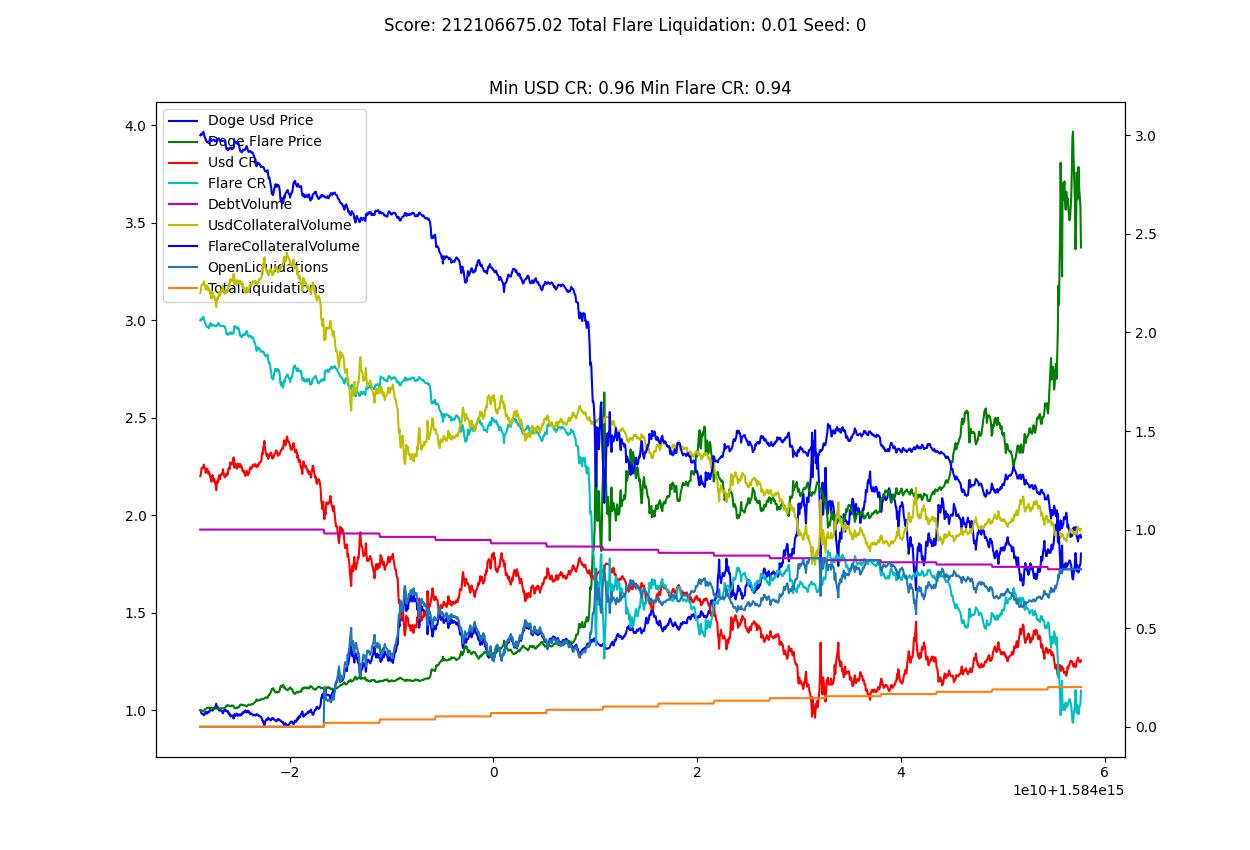 Score: 212106675.02 Total Flare Liquidation: 0.01 Seed: 0
Min USD CR: 0.96 Min Flare CR: 0.94
Doge Usd Price
Doge Flare Price
Usd CR
Flare CR
DebtVolume
UsdCollateralVolume
FlareCollateralVolume
OpenLiquidations
TotalLiquidations
4.0
3.5
3.0
2.5
2.0
1.5
1.0
3.0
2.5
2.0
1.5
1.0
0.5
0.0
−2 0 2 4 6
1e10+1.584e15